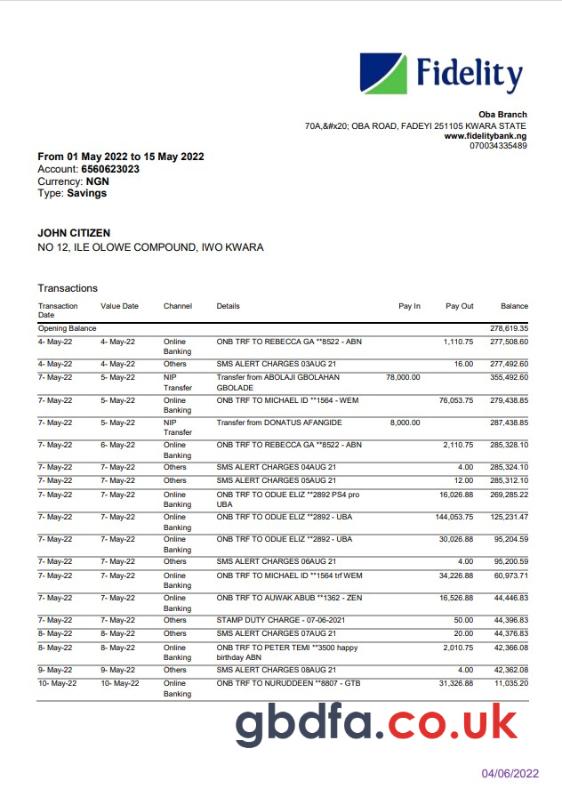 Fidelity
Oba Branch
70A,&#x20; OBA ROAD, FADEYI 251105 KWARA STATE
www.fidelitybank.ng
070034335489
From 01 May 2022 to 15 May 2022
Account: 6560623023
Currency: NGN
Type: Savings
JOHN CITIZEN
NO 12, ILE OLOWE COMPOUND, IWO KWARA
Transactions
Transaction Date Value Date Channel Details Pay In Pay Out Balance
Opening Balance 278,619.35
4- May-22 4- May-22 Online Banking ONB TRF TO REBECCA GA **8522 - ABN 1,110.75 277,508.60
4- May-22 4- May-22 Others SMS ALERT CHARGES 03AUG 21 16.00 277,492.60
7- May-22 5- May-22 NIP Transfer Transfer from ABOLAJI GBOLAHAN GBOLADE 78,000.00 355,492.60
7- May-22 5- May-22 Online Banking ONB TRF TO MICHAEL ID **1564 - WEM 76,053.75 279,438.85
7- May-22 5- May-22 NIP Transfer Transfer from DONATUS AFANGIDE 8,000.00 287,438.85
7- May-22 6- May-22 Online Banking ONB TRF TO REBECCA GA **8522 - ABN 2,110.75 285,328.10
7- May-22 7- May-22 Others SMS ALERT CHARGES 04AUG 21 4.00 285,324.10
7- May-22 7- May-22 Others SMS ALERT CHARGES 05AUG 21 12.00 285,312.10
7- May-22 7- May-22 Online Banking ONB TRF TO ODIJE ELIZ **2892 PS4 pro UBA 16,026.88 269,285.22
7- May-22 7- May-22 Online Banking ONB TRF TO ODIJE ELIZ **2892 - UBA 144,053.75 125,231.47
7- May-22 7- May-22 Online Banking ONB TRF TO ODIJE ELIZ **2892 - UBA 30,026.88 95,204.59
7- May-22 7- May-22 Others SMS ALERT CHARGES 06AUG 21 4.00 95,200.59
7- May-22 7- May-22 Online Banking ONB TRF TO MICHAEL ID **1564 trf WEM 34,226.88 60,973.71
7- May-22 7- May-22 Online Banking ONB TRF TO AUWAK ABUB **1362 - ZEN 16,526.88 44,446.83
7- May-22 7- May-22 Others STAMP DUTY CHARGE - 07-06-2021 50.00 44,396.83
8- May-22 8- May-22 Others SMS ALERT CHARGES 07AUG 21 20.00 44,376.83
8- May-22 8- May-22 Online Banking ONB TRF TO PETER TEMI **3500 happy birthday ABN 2,010.75 42,366.08
9- May-22 9- May-22 Others SMS ALERT CHARGES 08AUG 21 4.00 42,362.08
10- May-22 10- May-22 Online Banking ONB TRF TO NURUDDEEN **8807 - GTB 31,326.88 11,035.20
gbdfa.co.uk
04/06/2022